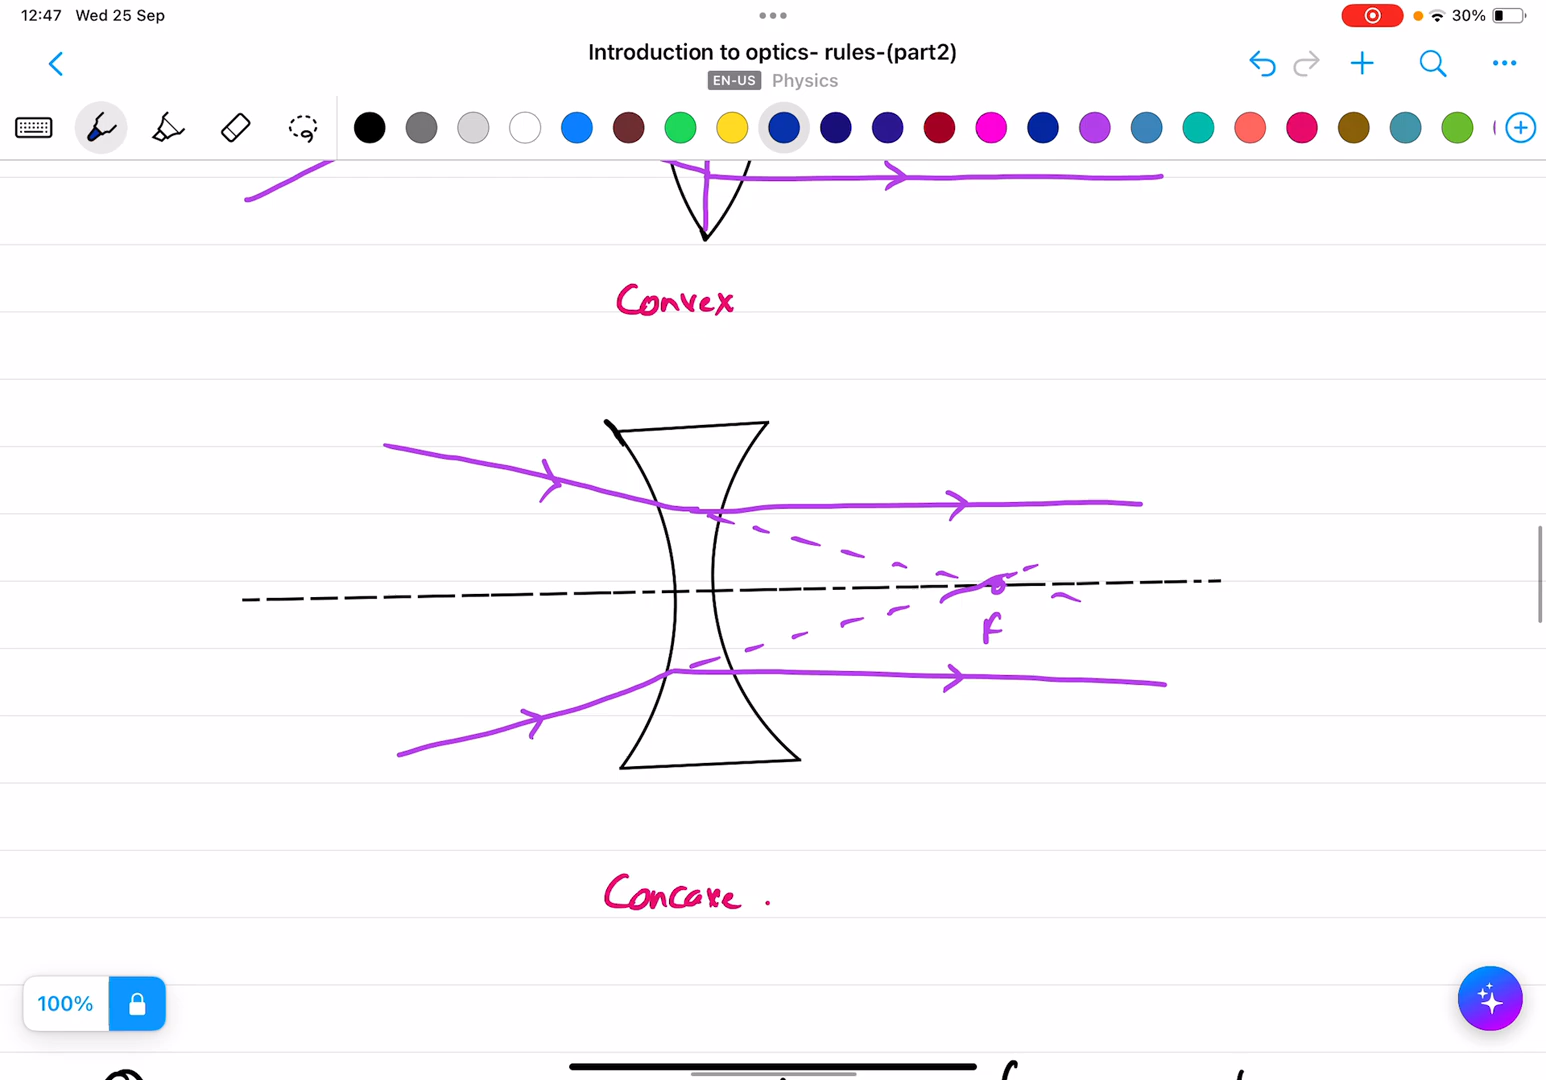 12:47 Wed 25 Sep
30%
Introduction to optics- rules-(part2)
EN-US Physics
Convex
F
Concave .
100%